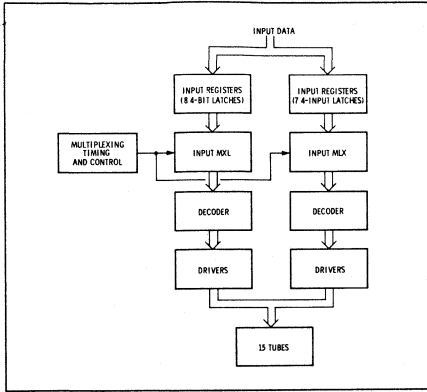 INPUT DATA
INPUT REGISTERS
(8 4-BIT LATCHES)
INPUT REGISTERS
(7 4-INPUT LATCHES)
MULTIPLEXING
TIMING
AND CONTROL
INPUT MXL
INPUT MLX
DECODER
DECODER
DRIVERS
DRIVERS
15 TUBES